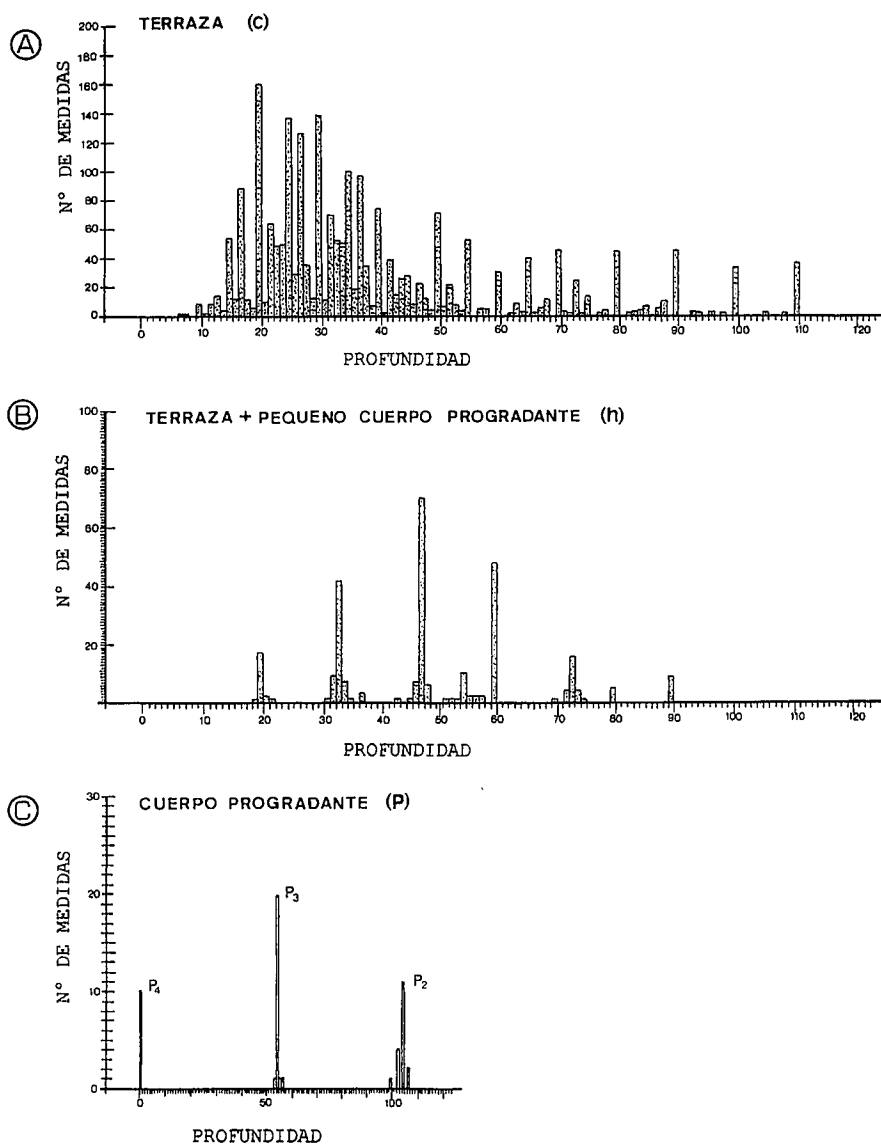 A
TERRAZA (c)
N° DE MEDIDAS
200
180
160
140
120
100
80
60
40
20
0
0 10 20 30 40 50 60 70 80 90 100 110 120
PROFUNDIDAD
B
TERRAZA + PEQUENO CUERPO PROGRADANTE (h)
N° DE MEDIDAS
100
80
60
40
20
0 10 20 30 40 50 60 70 80 90 100 110 120
PROFUNDIDAD
C
CUERPO PROGRADANTE (P)
N° DE MEDIDAS
30
20
10
0
P4
P3
P2
0 50 100
PROFUNDIDAD